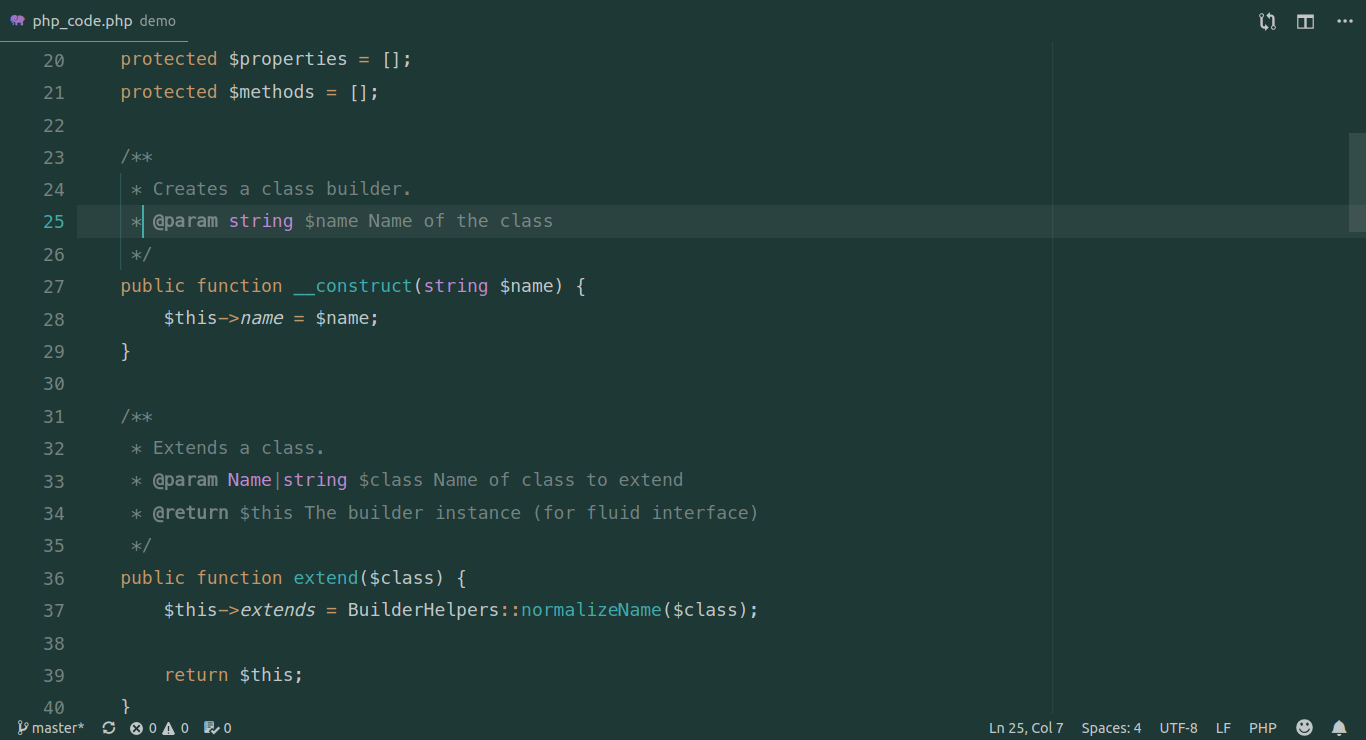 php_code.php demo
20 protected $properties = [];
21 protected $methods = [];
22
23 /**
24  * Creates a class builder.
25  * @param string $name Name of the class
26  */
27 public function __construct(string $name) {
28     $this->name = $name;
29 }
30
31 /**
32  * Extends a class.
33  * @param Name|string $class Name of class to extend
34  * @return $this The builder instance (for fluid interface)
35  */
36 public function extend($class) {
37     $this->extends = BuilderHelpers::normalizeName($class);
38
39     return $this;
40 }
master* 0 0 0 Ln 25, Col 7 Spaces: 4 UTF-8 LF PHP